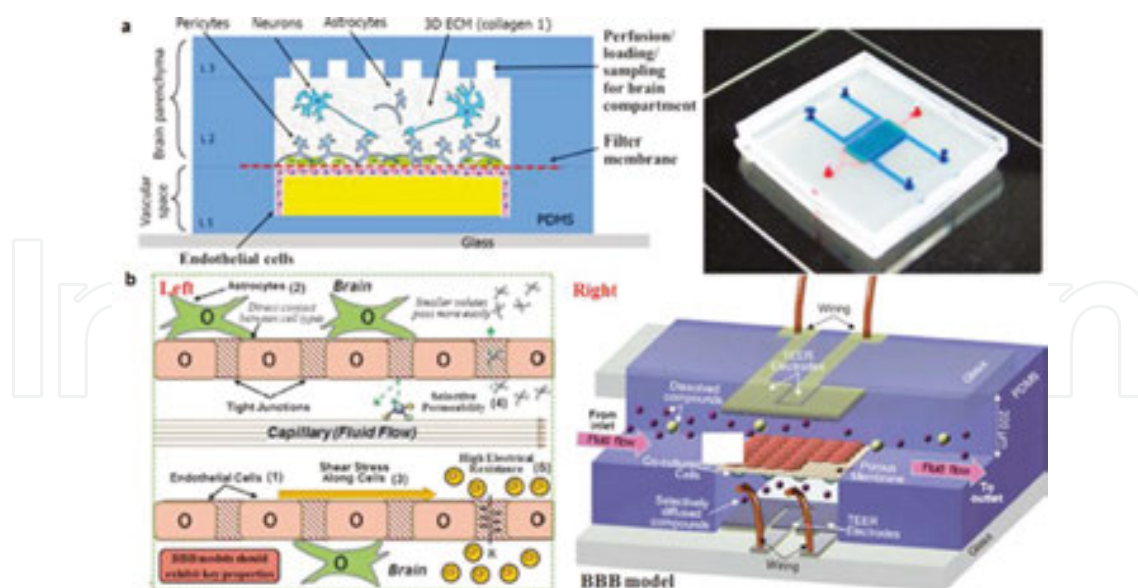 a
Pericytes Neurons Astrocytes
3D ECM (collagen 1)
Perfusion/
loading/
sampling
for brain
compartment
Filter
membrane
Brain parenchyma
Vascular
space
L3
L2
L1
PDMS
Glass
Endothelial cells
b
Left
Astrocytes (2)
Brain
Direct contact
between cell types
Smaller solutes
pass more easily
Tight Junctions
Selective
Permeability (4)
Capillary (Fluid Flow)
Endothelial Cells (1)
Shear Stress
Along Cells (3)
High Electrical
Resistance (5)
R
BBB models should
exhibit key properties
Brain
Right
Wiring
TEER
Electrodes
Dissolved
compounds
Glass
PDMS
From
inlet
Fluid flow
Co-cultured
Cells
Porous
Membrane
Fluid flow
To
outlet
Selectively
diffused
compounds
TEER
Electrodes
Wiring
Glass
BBB model